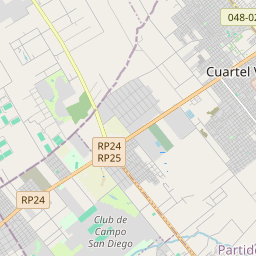 048-02
Cuartel V
RP24
RP25
RP24
Club de
Campo
San Diego
Partido